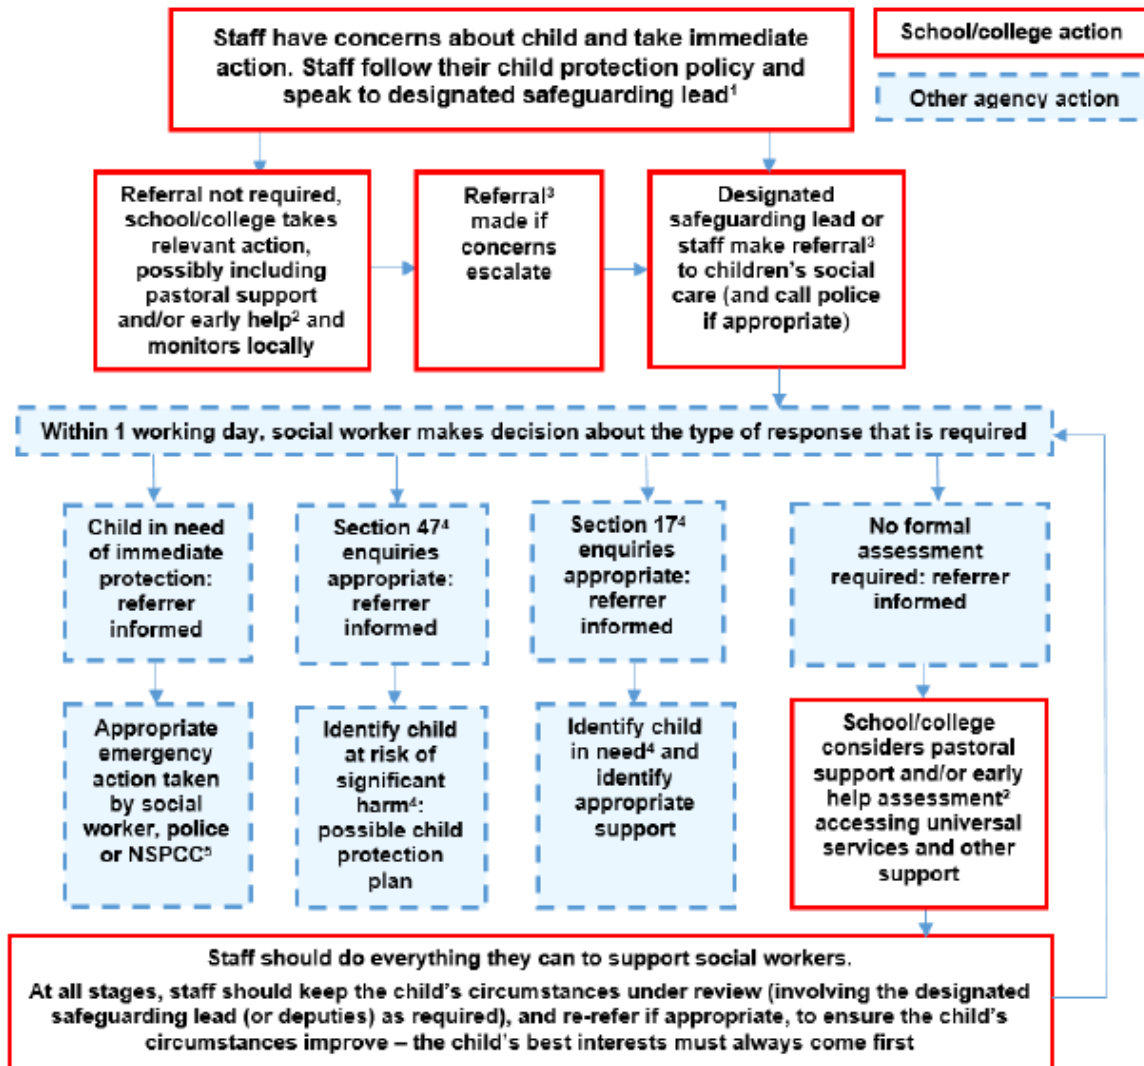 Staff have concerns about child and take immediate
action. Staff follow their child protection policy and
speak to designated safeguarding lead¹
School/college action
Other agency action
Referral not required,
school/college takes
relevant action,
possibly including
pastoral support
and/or early help² and
monitors locally
Referral³
made if
concerns
escalate
Designated
safeguarding lead or
staff make referral³
to children's social
care (and call police
if appropriate)
Within 1 working day, social worker makes decision about the type of response that is required
Child in need
of immediate
protection:
referrer
informed
Section 47⁴
enquiries
appropriate:
referrer
informed
Section 17⁴
enquiries
appropriate:
referrer
informed
No formal
assessment
required: referrer
informed
Appropriate
emergency
action taken
by social
worker, police
or NSPCC⁵
Identify child
at risk of
significant
harm⁴:
possible child
protection
plan
Identify child
in need⁴ and
identify
appropriate
support
School/college
considers pastoral
support and/or early
help assessment²
accessing universal
services and other
support
Staff should do everything they can to support social workers.
At all stages, staff should keep the child's circumstances under review (involving the designated
safeguarding lead (or deputies) as required), and re-refer if appropriate, to ensure the child's
circumstances improve – the child's best interests must always come first